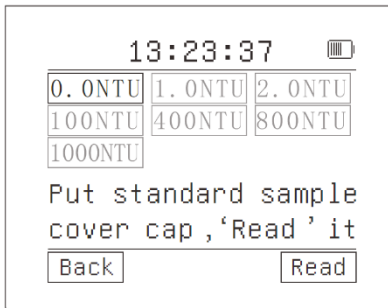 13:23:37
0.0NTU 1.0NTU 2.0NTU
100NTU 400NTU 800NTU
1000NTU
Put standard sample
cover cap ,‘Read ’ it
Back Read